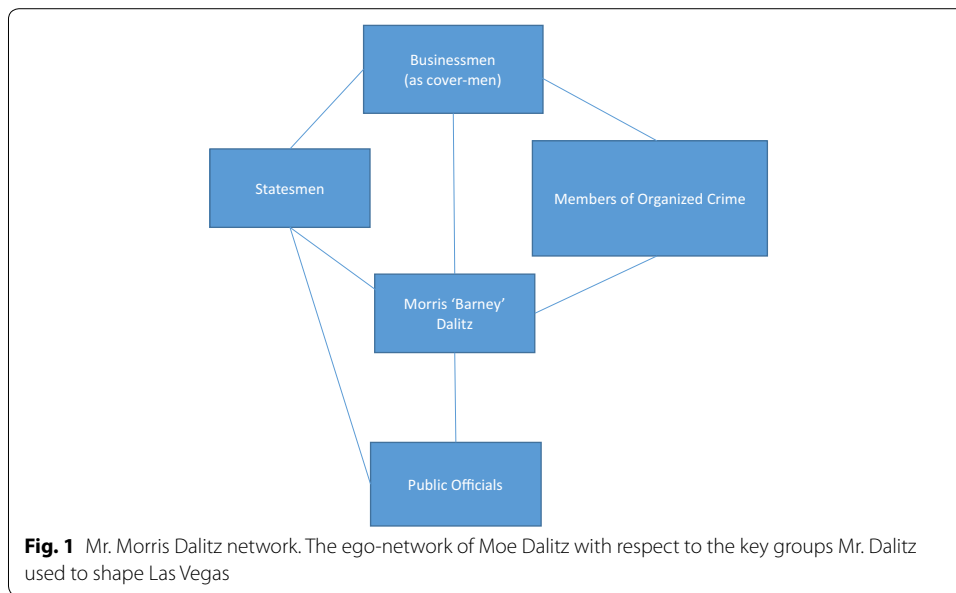 Businessmen
(as cover-men)
Statesmen
Members of Organized Crime
Morris ‘Barney’
Dalitz
Public Officials
Fig. 1 Mr. Morris Dalitz network. The ego-network of Moe Dalitz with respect to the key groups Mr. Dalitz
used to shape Las Vegas